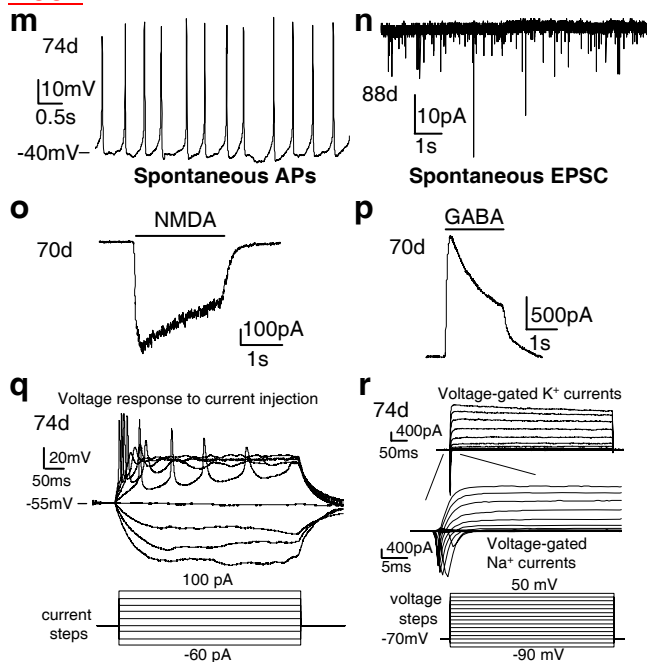 m
74d
10mV
0.5s
-40mV
Spontaneous APs
n
88d
10pA
1s
Spontaneous EPSC
o
NMDA
70d
100pA
1s
p
GABA
70d
500pA
1s
q
Voltage response to current injection
74d
20mV
50ms
-55mV
100 pA
current
steps
-60 pA
r
Voltage-gated K⁺ currents
74d
400pA
50ms
400pA
5ms
Voltage-gated
Na⁺ currents
50 mV
voltage
steps
-70mV
-90 mV